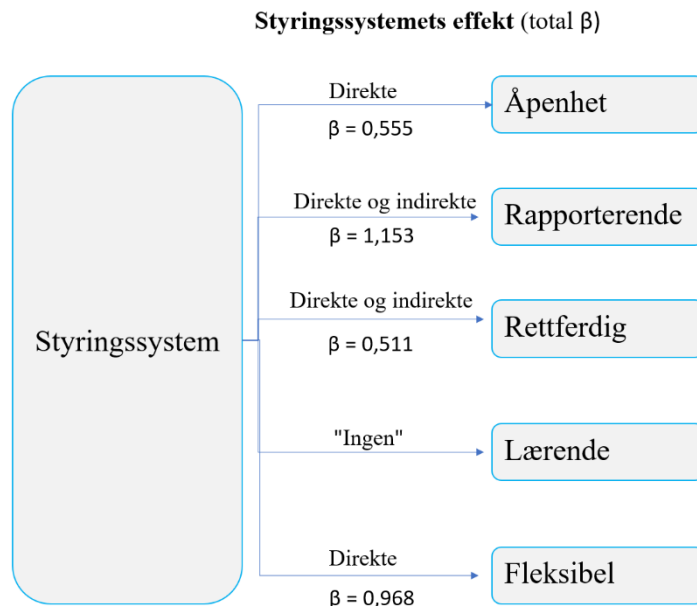 Styringssystemets effekt (total β)
Direkte
β = 0,555
Åpenhet
Direkte og indirekte
β = 1,153
Rapporterende
Direkte og indirekte
β = 0,511
Rettferdig
Styringssystem
"Ingen"
Lærende
Direkte
β = 0,968
Fleksibel